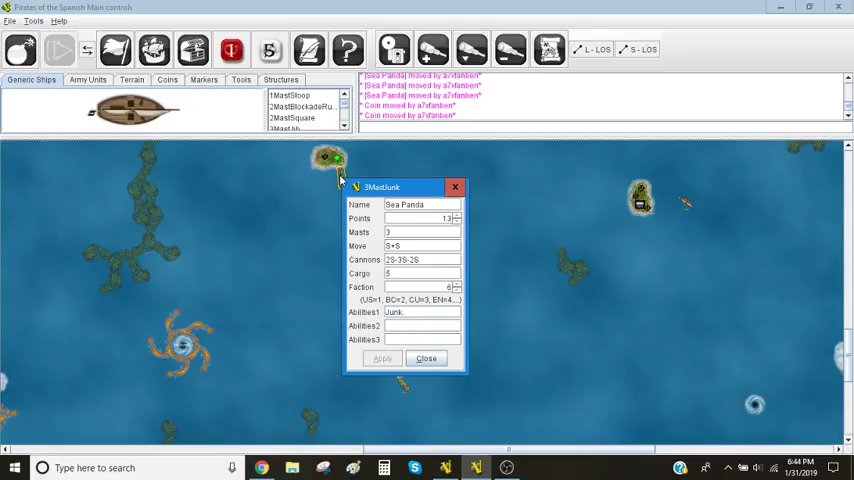 Pirates of the Spanish Main controls
File Tools Help
L - LOS
S - LOS
Generic Ships Army Units Terrain Coins Markers Tools Structures
1MastSloop
2MastBlockadeRu...
2MastSquare
* [Sea Panda] moved by a7xfanben*
* [Sea Panda] moved by a7xfanben*
* [Sea Panda] moved by a7xfanben*
* Coin moved by a7xfanben*
* Coin moved by a7xfanben*
3MastJunk
Name Sea Panda
Points 13
Masts 3
Move S+S
Cannons 2S-3S-2S
Cargo 5
Faction 6
(US=1, BC=2, CU=3, EN=4...)
Abilities1 Junk.
Abilities2
Abilities3
Apply Close
Type here to search
6:44 PM
1/31/2019